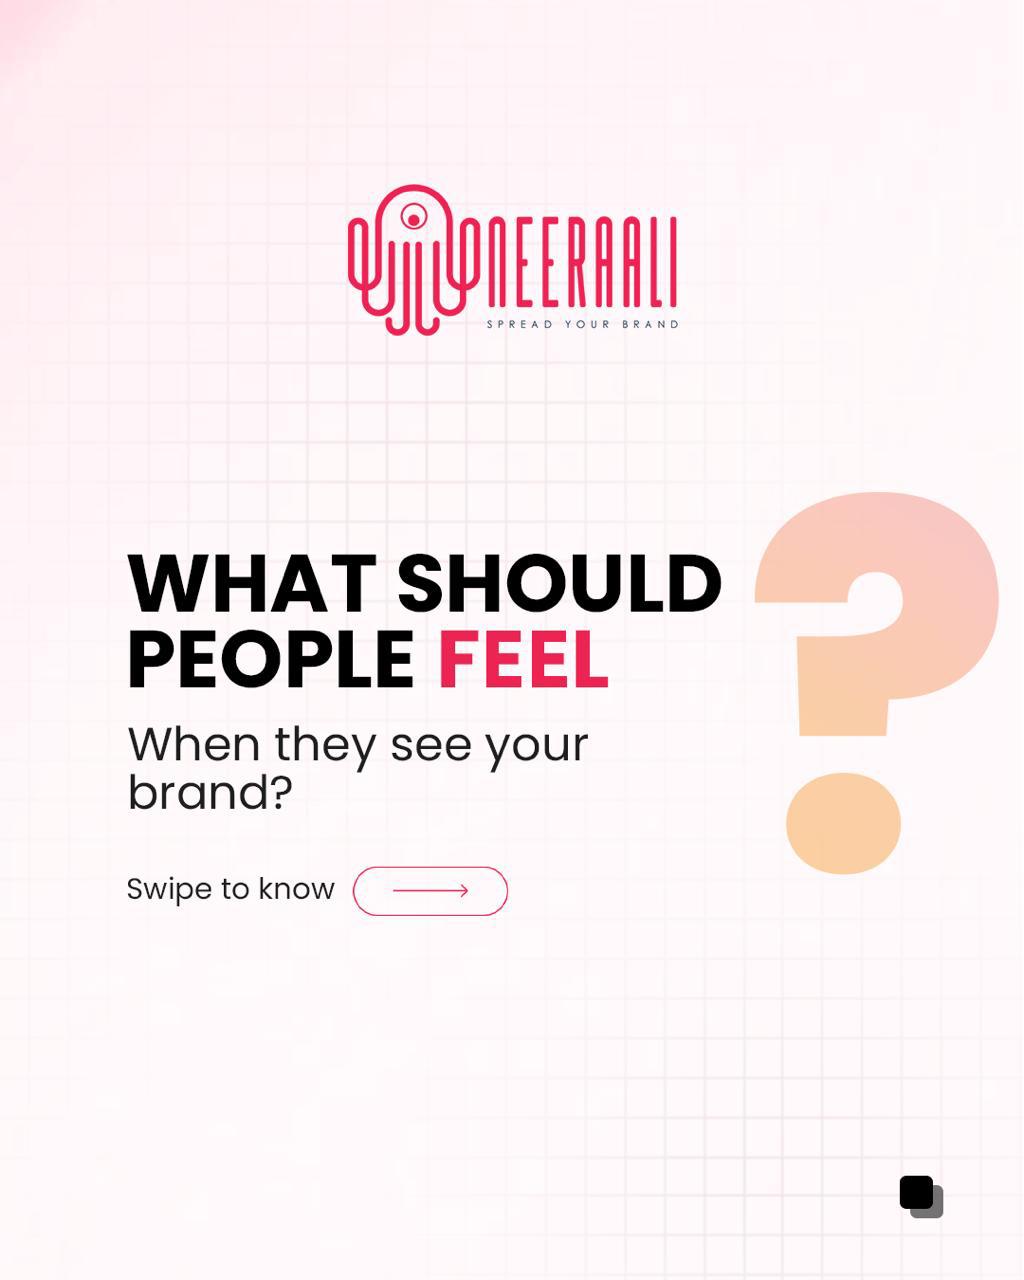 NEERAALI
SPREAD YOUR BRAND
WHAT SHOULD
PEOPLE FEEL
When they see your
brand?
Swipe to know